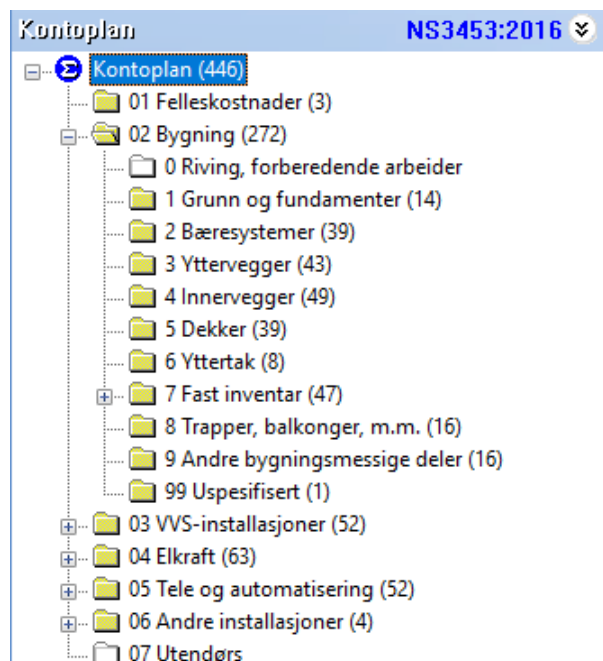 Kontoplan NS3453:2016
Kontoplan (446)
01 Felleskostnader (3)
02 Bygning (272)
0 Riving, forberedende arbeider
1 Grunn og fundamenter (14)
2 Bæresystemer (39)
3 Yttervegger (43)
4 Innervegger (49)
5 Dekker (39)
6 Yttertak (8)
7 Fast inventar (47)
8 Trapper, balkonger, m.m. (16)
9 Andre bygningsmessige deler (16)
99 Uspesifisert (1)
03 VVS-installasjoner (52)
04 Elkraft (63)
05 Tele og automatisering (52)
06 Andre installasjoner (4)
07 Utendørs